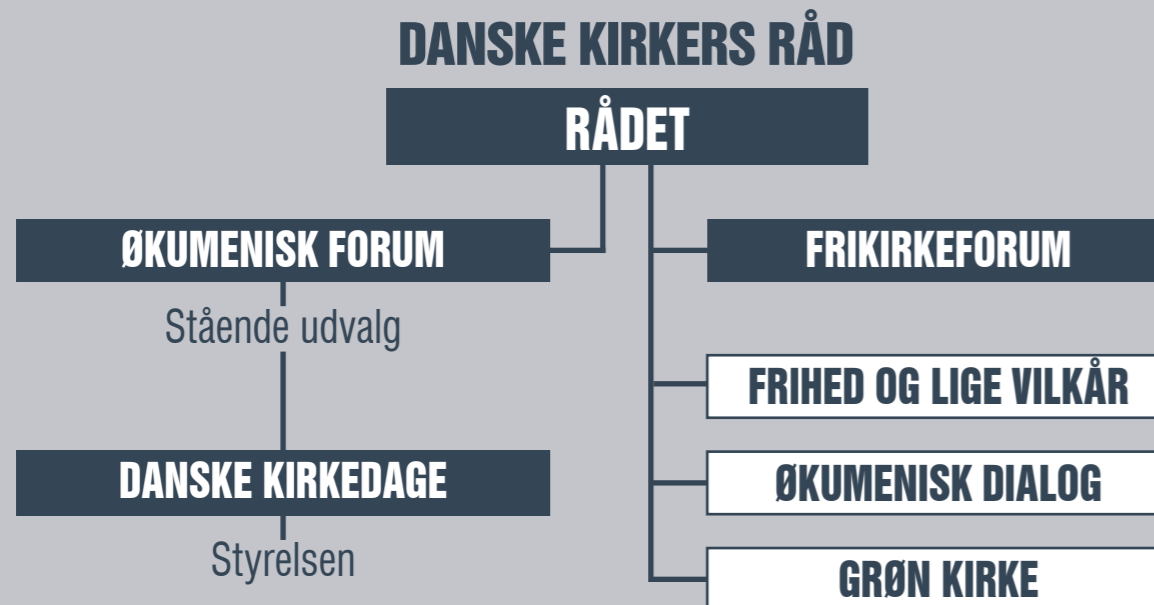 DANSKE KIRKERS RÅD
RÅDET
ØKUMENISK FORUM
Stående udvalg
DANSKE KIRKEDAGE
Styrelsen
FRIKIRKEFORUM
FRIHED OG LIGE VILKÅR
ØKUMENISK DIALOG
GRØN KIRKE